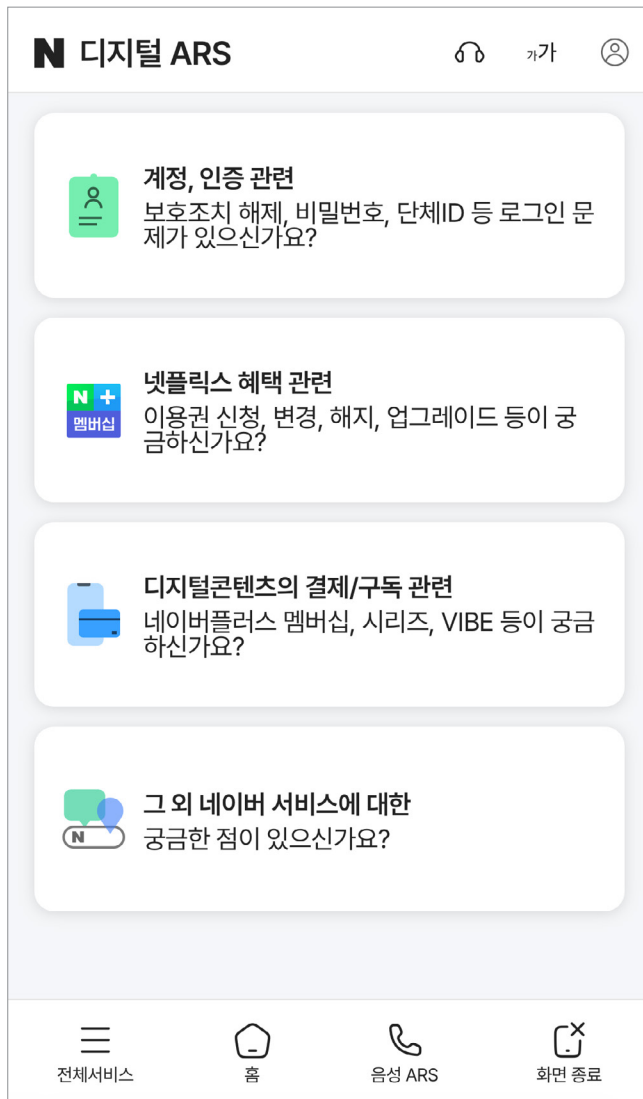 N 디지털 ARS
가가
계정, 인증 관련
보호조치 해제, 비밀번호, 단체ID 등 로그인 문
제가 있으신가요?
넷플릭스 혜택 관련
N +
멤버십
이용권 신청, 변경, 해지, 업그레이드 등이 궁
금하신가요?
디지털콘텐츠의 결제/구독 관련
네이버플러스 멤버십, 시리즈, VIBE 등이 궁금
하신가요?
그 외 네이버 서비스에 대한
N
궁금한 점이 있으신가요?
전체서비스
홈
음성 ARS
화면 종료